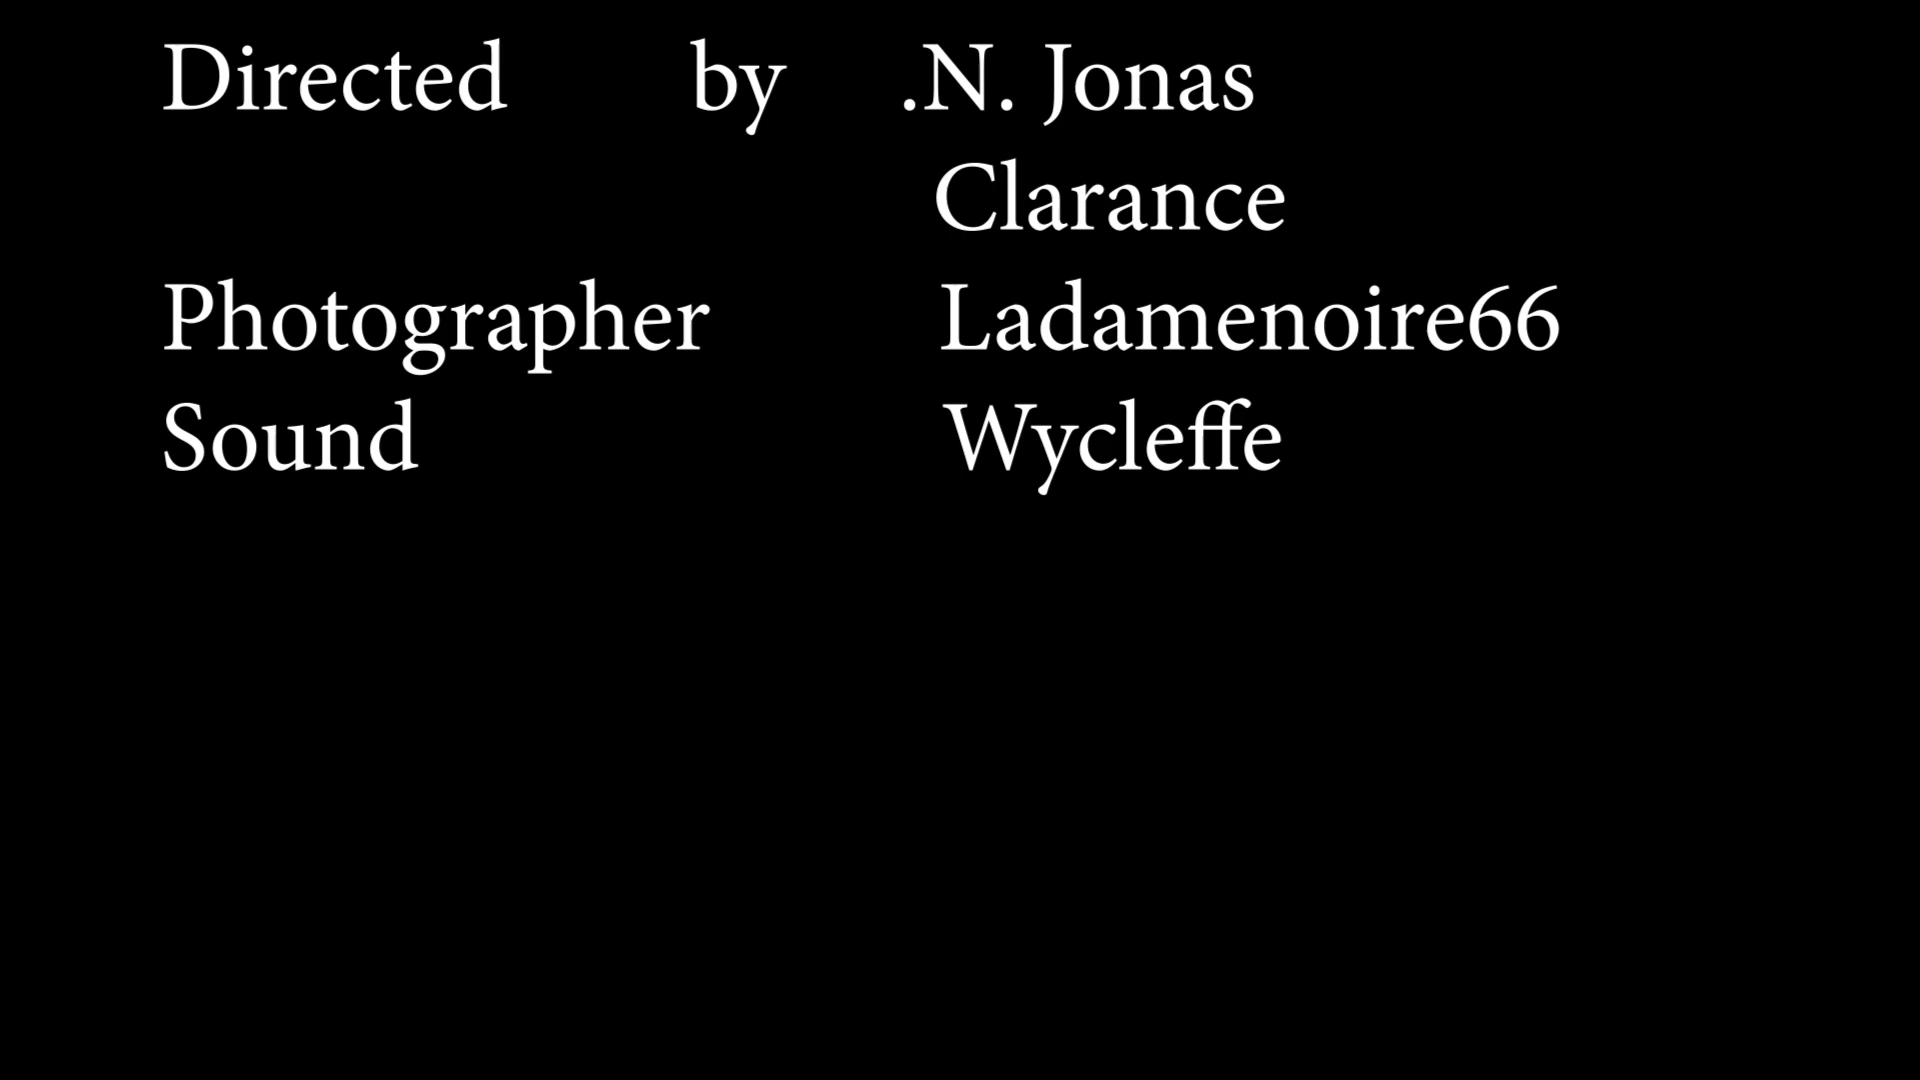 Directed by .N. Jonas
Clarance
Photographer Ladamenoire66
Sound Wycleffe